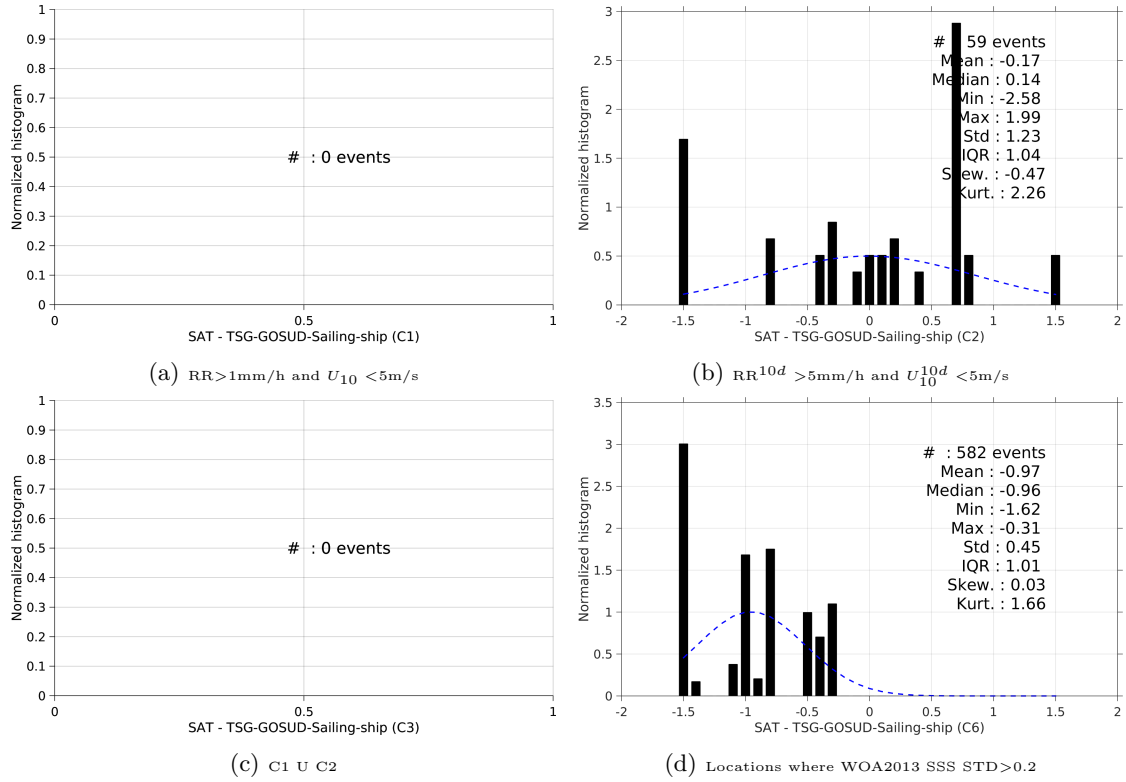 1
0.9
0.8
0.7
0.6
0.5
0.4
0.3
0.2
0.1
0
Normalized histogram
# : 0 events
0 0.5 1
SAT - TSG-GOSUD-Sailing-ship (C1)
(a) RR>1mm/h and U10 <5m/s
3
2.5
2
1.5
1
0.5
0
Normalized histogram
# : 59 events
Mean : -0.17
Median : 0.14
Min : -2.58
Max : 1.99
Std : 1.23
IQR : 1.04
Skew. : -0.47
Kurt. : 2.26
-2 -1.5 -1 -0.5 0 0.5 1 1.5 2
SAT - TSG-GOSUD-Sailing-ship (C2)
(b) RR^10d >5mm/h and U_10^10d <5m/s
1
0.9
0.8
0.7
0.6
0.5
0.4
0.3
0.2
0.1
0
Normalized histogram
# : 0 events
0 0.5 1
SAT - TSG-GOSUD-Sailing-ship (C3)
(c) C1 U C2
3.5
3
2.5
2
1.5
1
0.5
0
Normalized histogram
# : 582 events
Mean : -0.97
Median : -0.96
Min : -1.62
Max : -0.31
Std : 0.45
IQR : 1.01
Skew. : 0.03
Kurt. : 1.66
-2 -1.5 -1 -0.5 0 0.5 1 1.5 2
SAT - TSG-GOSUD-Sailing-ship (C6)
(d) Locations where WOA2013 SSS STD>0.2